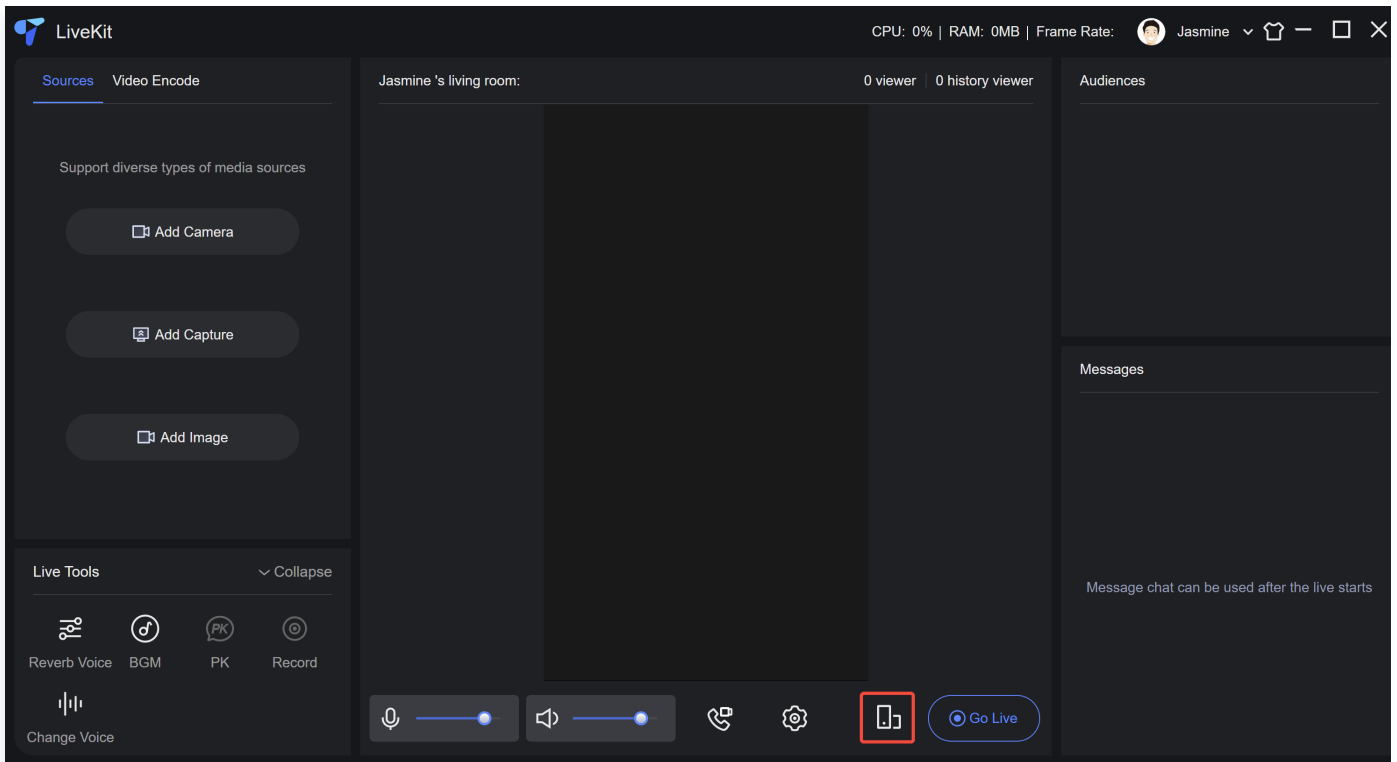 LiveKit
CPU: 0% | RAM: 0MB | Frame Rate:
Jasmine
Sources
Video Encode
Support diverse types of media sources
Add Camera
Add Capture
Add Image
Live Tools
Collapse
Reverb Voice
BGM
PK
PK
Record
Change Voice
Jasmine 's living room:
0 viewer
0 history viewer
Go Live
Audiences
Messages
Message chat can be used after the live starts